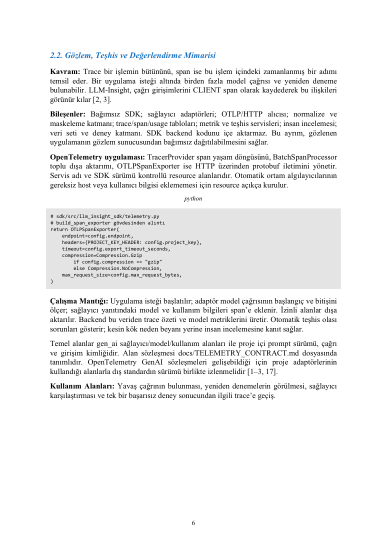 2.2. Gözlem, Teşhis ve Değerlendirme Mimarisi
Kavram: Trace bir işlemin bütününü, span ise bu işlem içindeki zamanlanmış bir adımı
temsil eder. Bir uygulama isteği altında birden fazla model çağrısı ve yeniden deneme
bulunabilir. LLM-Insight, çağrı girişimlerini CLIENT span olarak kaydederek bu ilişkileri
görünür kılar [2, 3].
Bileşenler: Bağımsız SDK; sağlayıcı adaptörleri; OTLP/HTTP alıcısı; normalize ve
maskeleme katmanı; trace/span/usage tabloları; metrik ve teşhis servisleri; insan incelemesi;
veri seti ve deney katmanı. SDK backend kodunu içe aktarmaz. Bu ayrım, gözlenen
uygulamanın gözlem sunucusundan bağımsız dağıtılabilmesini sağlar.
OpenTelemetry uygulaması: TracerProvider span yaşam döngüsünü, BatchSpanProcessor
toplu dışa aktarımı, OTLPSpanExporter ise HTTP üzerinden protobuf iletimini yönetir.
Servis adı ve SDK sürümü kontrollü resource alanlarıdır. Otomatik ortam algılayıcılarının
gereksiz host veya kullanıcı bilgisi eklememesi için resource açıkça kurulur.
python
# sdk/src/llm_insight_sdk/telemetry.py
# build_span_exporter gövdesinden alıntı
return OTLPSpanExporter(
endpoint=config.endpoint,
headers={PROJECT_KEY_HEADER: config.project_key},
timeout=config.export_timeout_seconds,
compression=Compression.Gzip
if config.compression == "gzip"
else Compression.NoCompression,
max_request_size=config.max_request_bytes,
)
Çalışma Mantığı: Uygulama isteği başlatılır; adaptör model çağrısının başlangıç ve bitişini
ölçer; sağlayıcı yanıtındaki model ve kullanım bilgileri span'e eklenir. İzinli alanlar dışa
aktarılır. Backend bu veriden trace özeti ve model metriklerini üretir. Otomatik teşhis olası
sorunları gösterir; kesin kök neden beyanı yerine insan incelemesine kanıt sağlar.
Temel alanlar gen_ai sağlayıcı/model/kullanım alanları ile proje içi prompt sürümü, çağrı
ve girişim kimliğidir. Alan sözleşmesi docs/TELEMETRY_CONTRACT.md dosyasında
tanımlıdır. OpenTelemetry GenAI sözleşmeleri gelişebildiği için proje adaptörlerinin
kullandığı alanlarla dış standardın sürümü birlikte izlenmelidir [1–3, 17].
Kullanım Alanları: Yavaş çağrının bulunması, yeniden denemelerin görülmesi, sağlayıcı
karşılaştırması ve tek bir başarısız deney sonucundan ilgili trace'e geçiş.
6